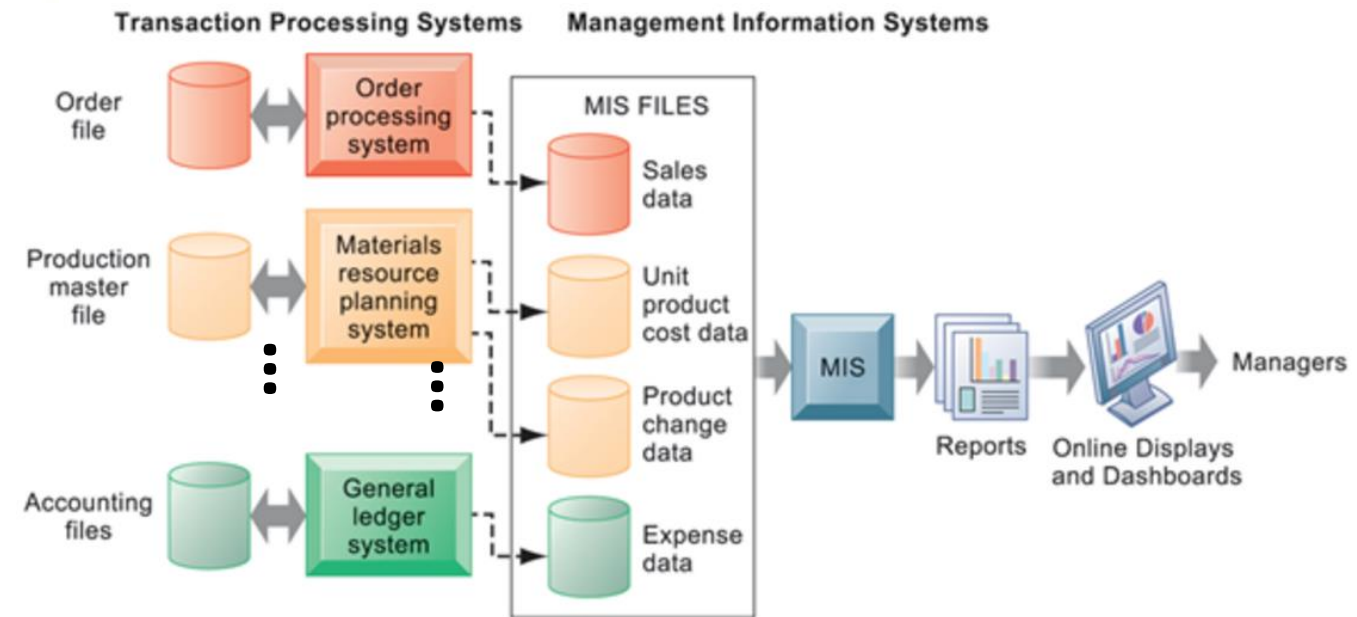 Transaction Processing Systems
Management Information Systems
Order
file
Order
processing
system
MIS FILES
Sales
data
Production
master
file
Materials
resource
planning
system
Unit
product
cost data
Product
change
data
Accounting
files
General
ledger
system
Expense
data
MIS
Reports
Online Displays
and Dashboards
Managers